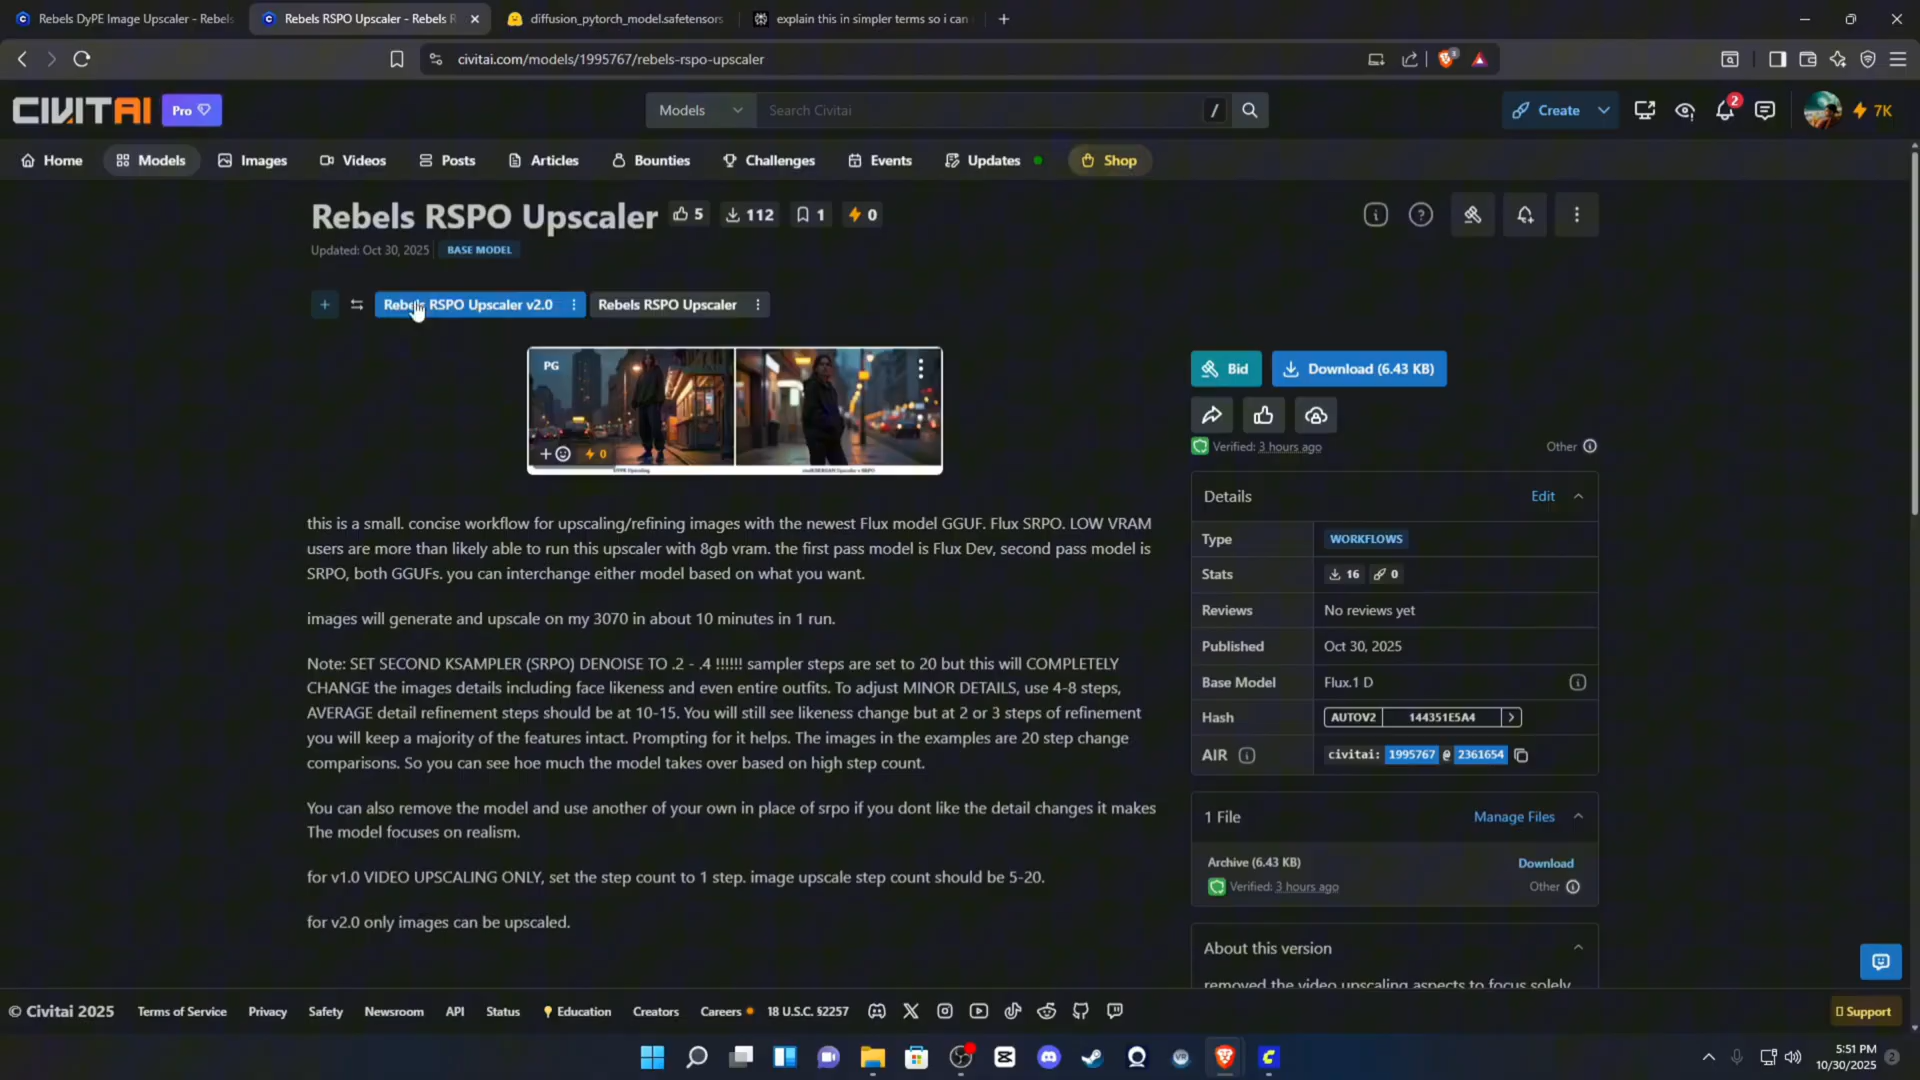 Rebels DyPE Image Upscaler - Rebels
Rebels RSPO Upscaler - Rebels R
diffusion_pytorch_model.safetensors
explain this in simpler terms so i can
civitai.com/models/1995767/rebels-rspo-upscaler
CIVITAI
Pro
Models
Search Civitai
/
Create
2
7K
Home
Models
Images
Videos
Posts
Articles
Bounties
Challenges
Events
Updates
Shop
Rebels RSPO Upscaler
5
112
1
0
Updated: Oct 30, 2025
BASE MODEL
Rebels RSPO Upscaler v2.0
Rebels RSPO Upscaler
PG
0
Bid
Download (6.43 KB)
Verified: 3 hours ago
Other
Details
Edit
Type
WORKFLOWS
Stats
16
0
Reviews
No reviews yet
Published
Oct 30, 2025
Base Model
Flux.1 D
Hash
AUTOV2
144351E5A4
AIR
civitai: 1995767 @ 2361654
1 File
Manage Files
Archive (6.43 KB)
Download
Verified: 3 hours ago
Other
About this version
removed the video upscaling aspects to focus solely
this is a small. concise workflow for upscaling/refining images with the newest Flux model GGUF. Flux SRPO. LOW VRAM
users are more than likely able to run this upscaler with 8gb vram. the first pass model is Flux Dev, second pass model is
SRPO, both GGUFs. you can interchange either model based on what you want.
images will generate and upscale on my 3070 in about 10 minutes in 1 run.
Note: SET SECOND KSAMPLER (SRPO) DENOISE TO .2 - .4 !!!!!! sampler steps are set to 20 but this will COMPLETELY
CHANGE the images details including face likeness and even entire outfits. To adjust MINOR DETAILS, use 4-8 steps,
AVERAGE detail refinement steps should be at 10-15. You will still see likeness change but at 2 or 3 steps of refinement
you will keep a majority of the features intact. Prompting for it helps. The images in the examples are 20 step change
comparisons. So you can see hoe much the model takes over based on high step count.
You can also remove the model and use another of your own in place of srpo if you dont like the detail changes it makes
The model focuses on realism.
for v1.0 VIDEO UPSCALING ONLY, set the step count to 1 step. image upscale step count should be 5-20.
for v2.0 only images can be upscaled.
© Civitai 2025
Terms of Service
Privacy
Safety
Newsroom
API
Status
Education
Creators
Careers
18 U.S.C. §2257
Support
5:51 PM
10/30/2025
2